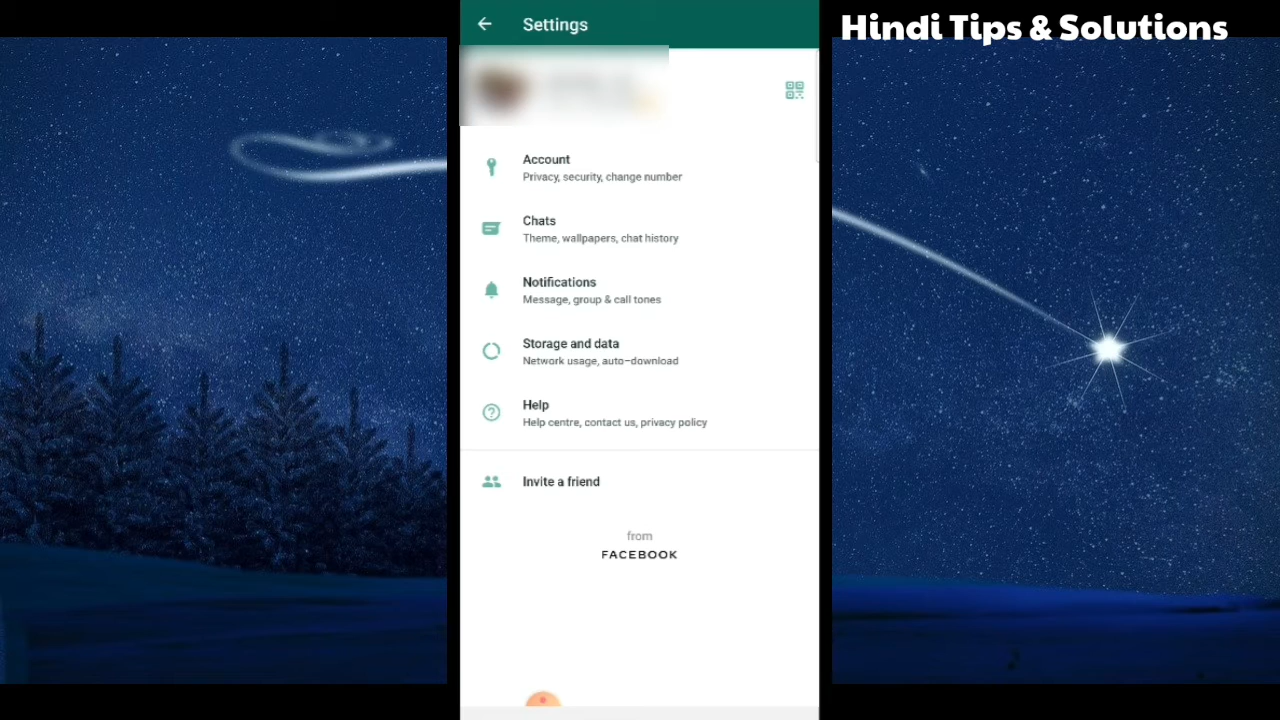 Hindi Tips & Solutions
Settings
Account
Privacy, security, change number
Chats
Theme, wallpapers, chat history
Notifications
Message, group & call tones
Storage and data
Network usage, auto-download
Help
Help centre, contact us, privacy policy
Invite a friend
from
FACEBOOK